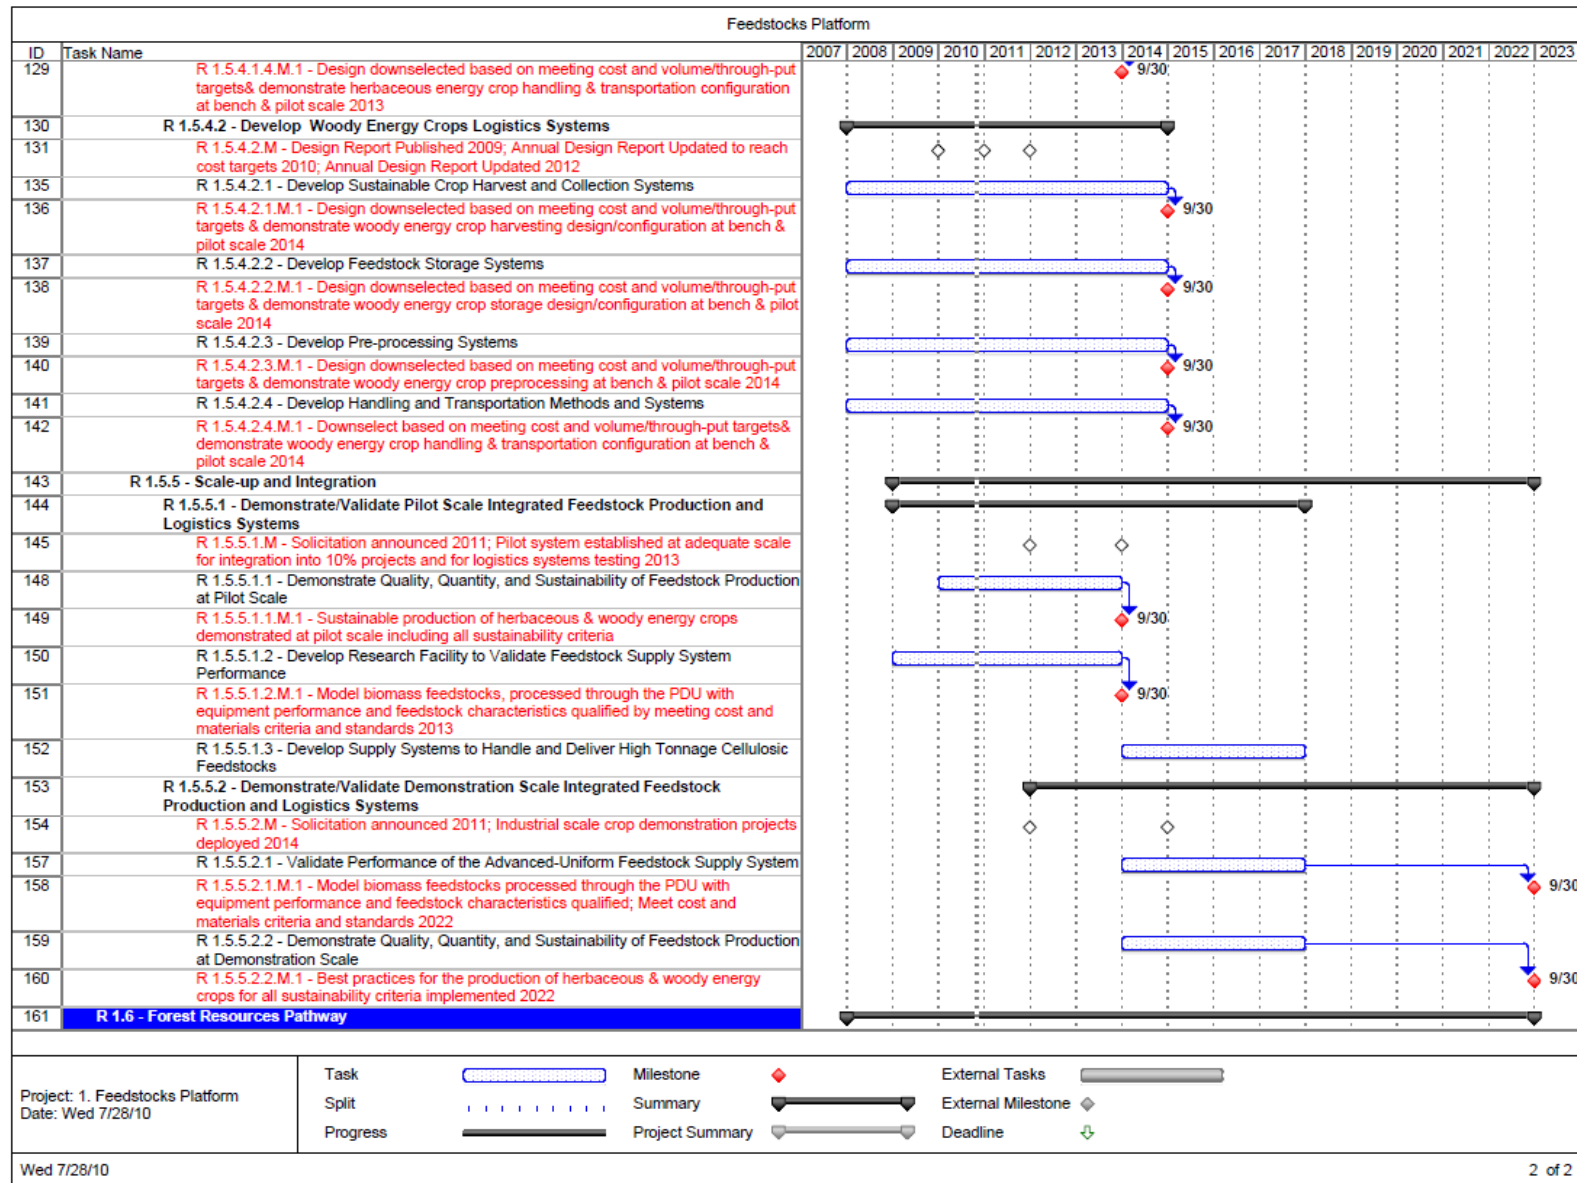 Feedstocks Platform
ID Task Name 2007 2008 2009 2010 2011 2012 2013 2014 2015 2016 2017 2018 2019 2020 2021 2022 2023
129 R 1.5.4.1.4.M.1 - Design downselected based on meeting cost and volume/through-put 9/30
targets& demonstrate herbaceous energy crop handling & transportation configuration
at bench & pilot scale 2013
130 R 1.5.4.2 - Develop Woody Energy Crops Logistics Systems
131 R 1.5.4.2.M - Design Report Published 2009; Annual Design Report Updated to reach
cost targets 2010; Annual Design Report Updated 2012
135 R 1.5.4.2.1 - Develop Sustainable Crop Harvest and Collection Systems
136 R 1.5.4.2.1.M.1 - Design downselected based on meeting cost and volume/through-put 9/30
targets & demonstrate woody energy crop harvesting design/configuration at bench &
pilot scale 2014
137 R 1.5.4.2.2 - Develop Feedstock Storage Systems
138 R 1.5.4.2.2.M.1 - Design downselected based on meeting cost and volume/through-put 9/30
targets & demonstrate woody energy crop storage design/configuration at bench & pilot
scale 2014
139 R 1.5.4.2.3 - Develop Pre-processing Systems
140 R 1.5.4.2.3.M.1 - Design downselected based on meeting cost and volume/through-put 9/30
targets & demonstrate woody energy crop preprocessing at bench & pilot scale 2014
141 R 1.5.4.2.4 - Develop Handling and Transportation Methods and Systems
142 R 1.5.4.2.4.M.1 - Downselect based on meeting cost and volume/through-put targets& 9/30
demonstrate woody energy crop handling & transportation configuration at bench &
pilot scale 2014
143 R 1.5.5 - Scale-up and Integration
144 R 1.5.5.1 - Demonstrate/Validate Pilot Scale Integrated Feedstock Production and
Logistics Systems
145 R 1.5.5.1.M - Solicitation announced 2011; Pilot system established at adequate scale
for integration into 10% projects and for logistics systems testing 2013
148 R 1.5.5.1.1 - Demonstrate Quality, Quantity, and Sustainability of Feedstock Production
at Pilot Scale
149 R 1.5.5.1.1.M.1 - Sustainable production of herbaceous & woody energy crops 9/30
demonstrated at pilot scale including all sustainability criteria
150 R 1.5.5.1.2 - Develop Research Facility to Validate Feedstock Supply System
Performance
151 R 1.5.5.1.2.M.1 - Model biomass feedstocks, processed through the PDU with 9/30
equipment performance and feedstock characteristics qualified by meeting cost and
materials criteria and standards 2013
152 R 1.5.5.1.3 - Develop Supply Systems to Handle and Deliver High Tonnage Cellulosic
Feedstocks
153 R 1.5.5.2 - Demonstrate/Validate Demonstration Scale Integrated Feedstock
Production and Logistics Systems
154 R 1.5.5.2.M - Solicitation announced 2011; Industrial scale crop demonstration projects
deployed 2014
157 R 1.5.5.2.1 - Validate Performance of the Advanced-Uniform Feedstock Supply System
158 R 1.5.5.2.1.M.1 - Model biomass feedstocks processed through the PDU with 9/30
equipment performance and feedstock characteristics qualified; Meet cost and
materials criteria and standards 2022
159 R 1.5.5.2.2 - Demonstrate Quality, Quantity, and Sustainability of Feedstock Production
at Demonstration Scale
160 R 1.5.5.2.2.M.1 - Best practices for the production of herbaceous & woody energy 9/30
crops for all sustainability criteria implemented 2022
161 R 1.6 - Forest Resources Pathway
Project: 1. Feedstocks Platform
Date: Wed 7/28/10
Task Milestone External Tasks
Split Summary External Milestone
Progress Project Summary Deadline
Wed 7/28/10 2 of 2